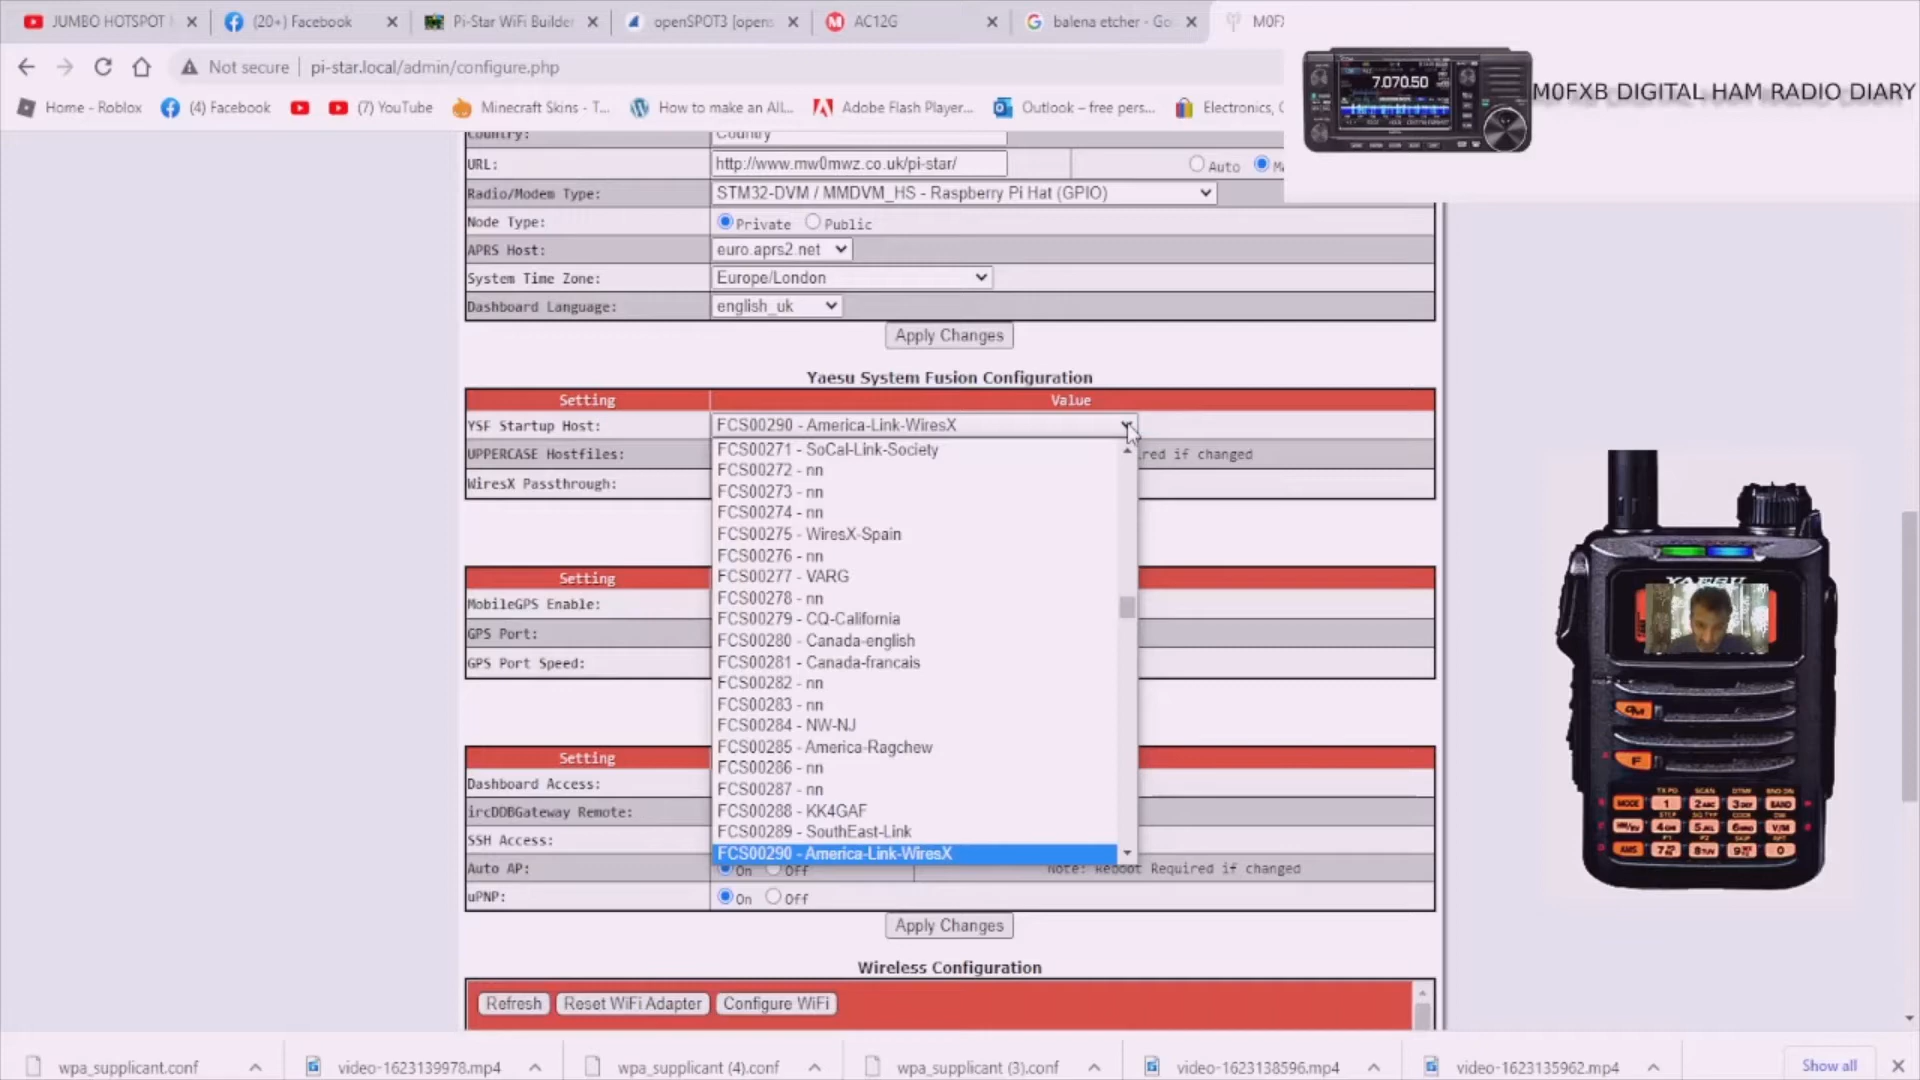 JUMBO HOTSPOT
(20+) Facebook
Pi-Star WiFi Builder
openSPOT3 [opens
AC12G
balena etcher - Go
M0FX
Not secure
pi-star.local/admin/configure.php
Home - Roblox
(4) Facebook
(7) YouTube
Minecraft Skins - T...
How to make an All...
Adobe Flash Player...
Outlook – free pers...
Electronics, C
7.070.50
M0FXB DIGITAL HAM RADIO DIARY
Country:
Country
URL:
http://www.mw0mwz.co.uk/pi-star/
Auto
Ma
Radio/Modem Type:
STM32-DVM / MMDVM_HS - Raspberry Pi Hat (GPIO)
Node Type:
Private
Public
APRS Host:
euro.aprs2.net
System Time Zone:
Europe/London
Dashboard Language:
english_uk
Apply Changes
Yaesu System Fusion Configuration
Setting
Value
YSF Startup Host:
FCS00290 - America-Link-WiresX
UPPERCASE Hostfiles:
red if changed
WiresX Passthrough:
FCS00271 - SoCal-Link-Society
FCS00272 - nn
FCS00273 - nn
FCS00274 - nn
FCS00275 - WiresX-Spain
FCS00276 - nn
FCS00277 - VARG
FCS00278 - nn
FCS00279 - CQ-California
FCS00280 - Canada-english
FCS00281 - Canada-francais
FCS00282 - nn
FCS00283 - nn
FCS00284 - NW-NJ
FCS00285 - America-Ragchew
FCS00286 - nn
FCS00287 - nn
FCS00288 - KK4GAF
FCS00289 - SouthEast-Link
FCS00290 - America-Link-WiresX
Setting
MobileGPS Enable:
GPS Port:
GPS Port Speed:
Setting
Dashboard Access:
ircDDBGateway Remote:
SSH Access:
Auto AP:
On
Off
Note: Reboot Required if changed
uPNP:
On
Off
Apply Changes
Wireless Configuration
Refresh
Reset WiFi Adapter
Configure WiFi
YAESU
F
MODE
BAND
V/M
AMS
wpa_supplicant.conf
video-1623139978.mp4
wpa_supplicant (4).conf
wpa_supplicant (3).conf
video-1623138596.mp4
video-1623135962.mp4
Show all